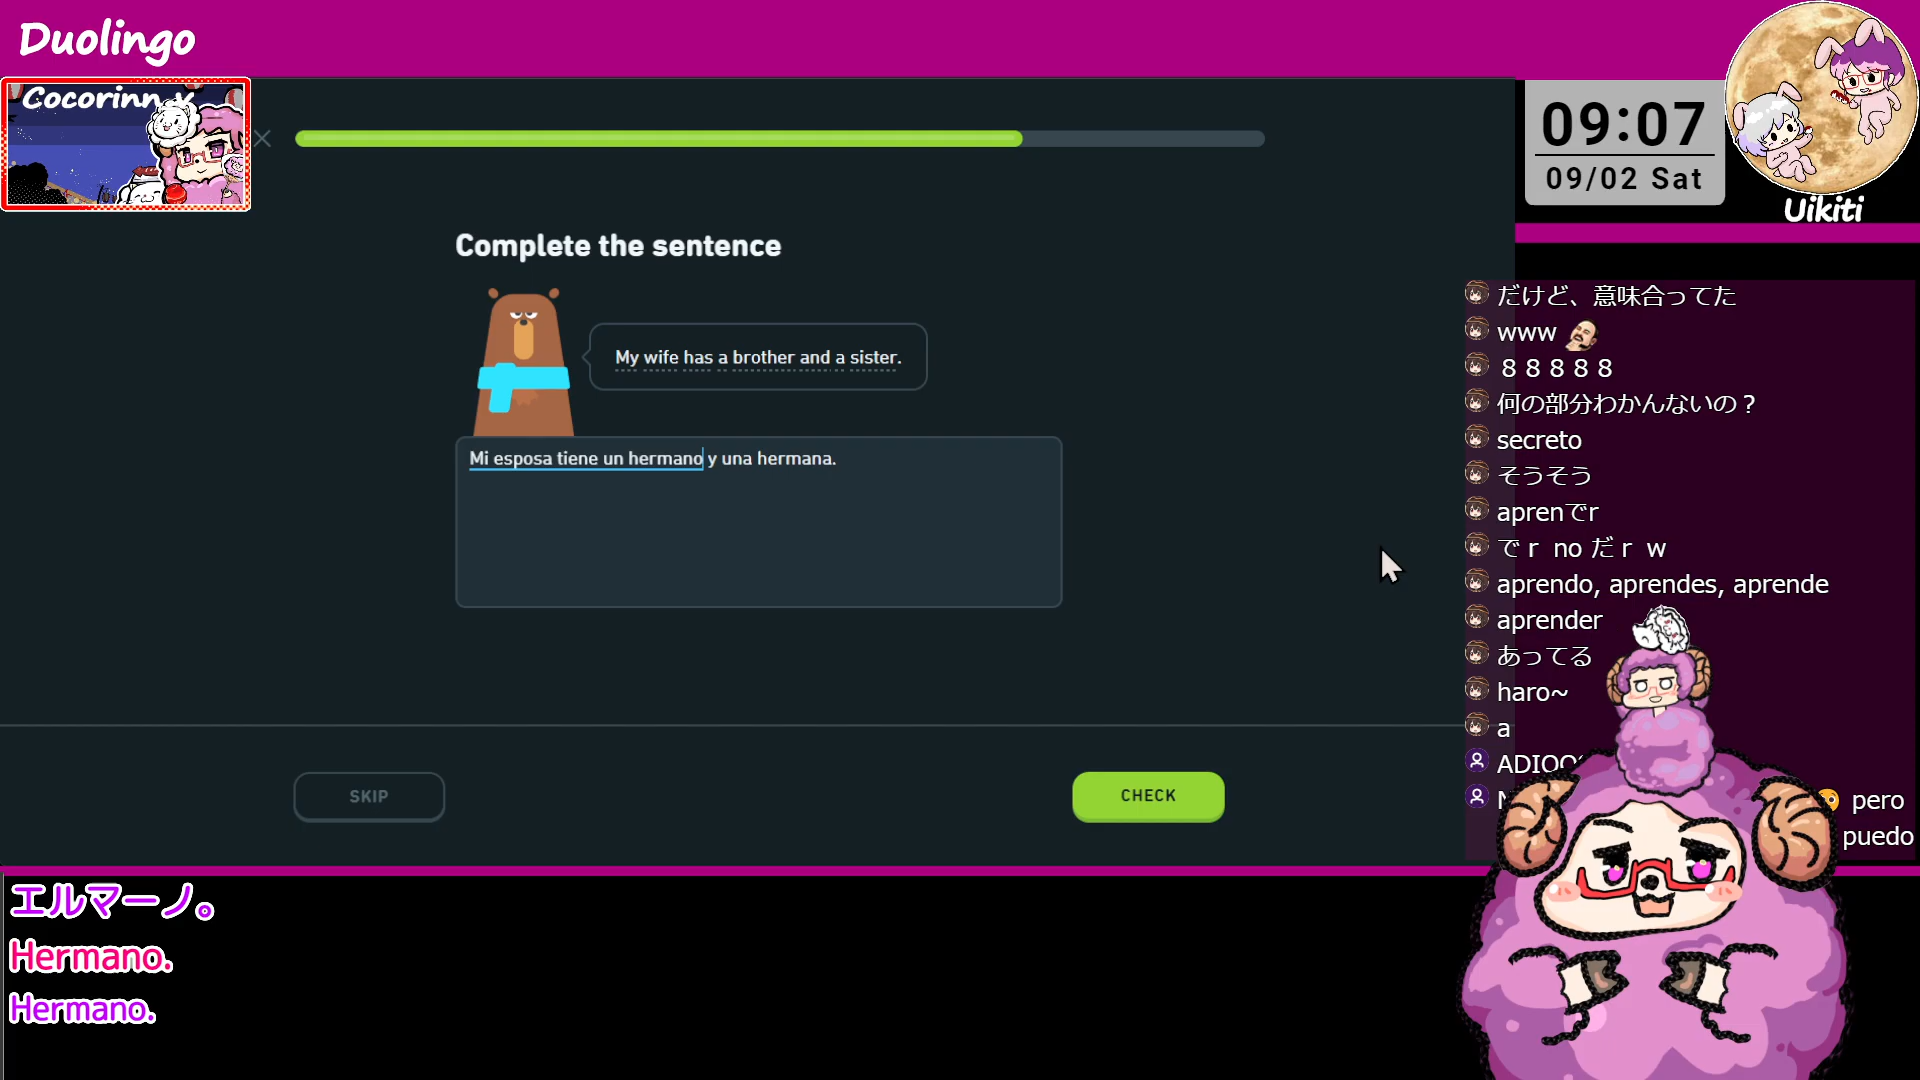 Duolingo
Cocorinn_y
09:07
09/02 Sat
Uikiti
Complete the sentence
My wife has a brother and a sister.
Mi esposa tiene un hermano y una hermana.
SKIP
CHECK
だけど、意味合ってた
www
８８８８８
何の部分わかんないの？
secreto
そうそう
aprenでr
でｒ no だｒ ｗ
aprendo, aprendes, aprende
aprender
あってる
haro~
a
pero
puedo
エルマーノ。
Hermano.
Hermano.